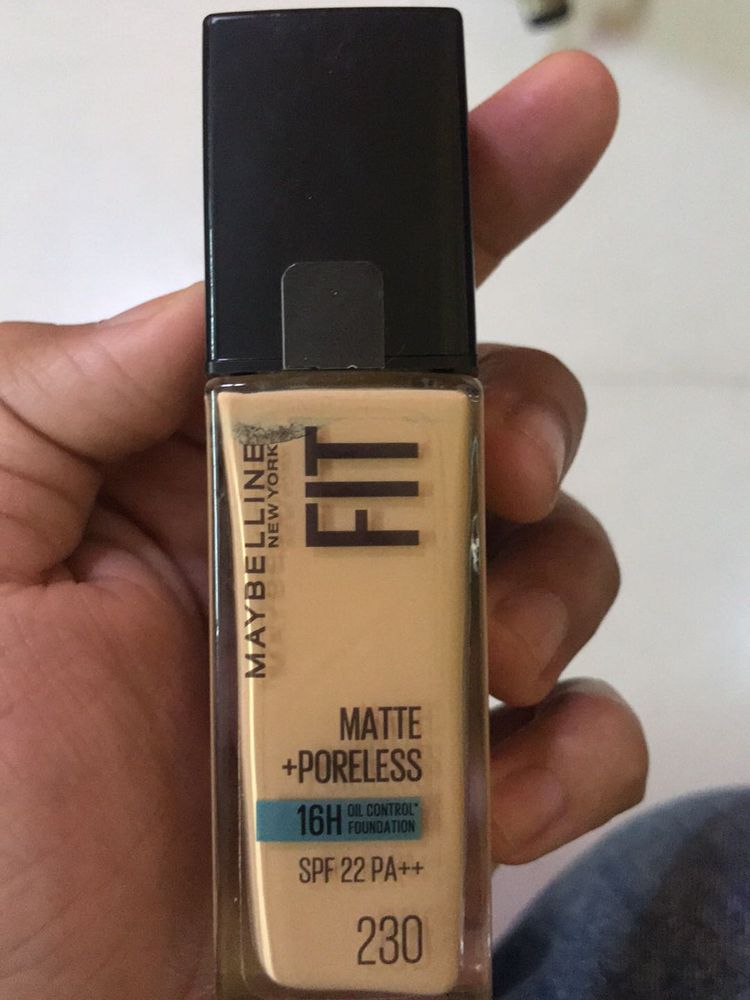 MAYBELLINE
NEW YORK
FIT
MATTE
+PORELESS
16H OIL CONTROL*
FOUNDATION
SPF 22 PA++
230